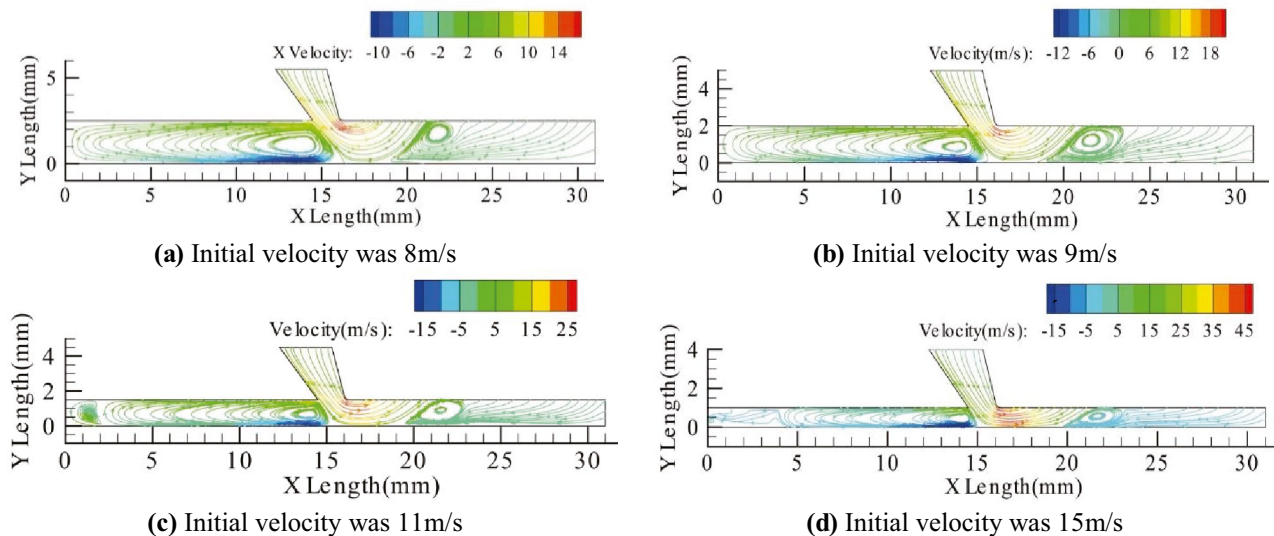 X Velocity: -10 -6 -2 2 6 10 14
Y Length(mm)
5
0
0 5 10 15 20 25 30
X Length(mm)
(a) Initial velocity was 8m/s
Velocity(m/s): -12 -6 0 6 12 18
Y Length(mm)
4
2
0
0 5 10 15 20 25 30
X Length(mm)
(b) Initial velocity was 9m/s
Velocity(m/s): -15 -5 5 15 25
Y Length(mm)
4
2
0
0 5 10 15 20 25 30
X Length(mm)
(c) Initial velocity was 11m/s
Velocity(m/s): -15 -5 5 15 25 35 45
Y Length(mm)
4
2
0
0 5 10 15 20 25 30
X Length(mm)
(d) Initial velocity was 15m/s